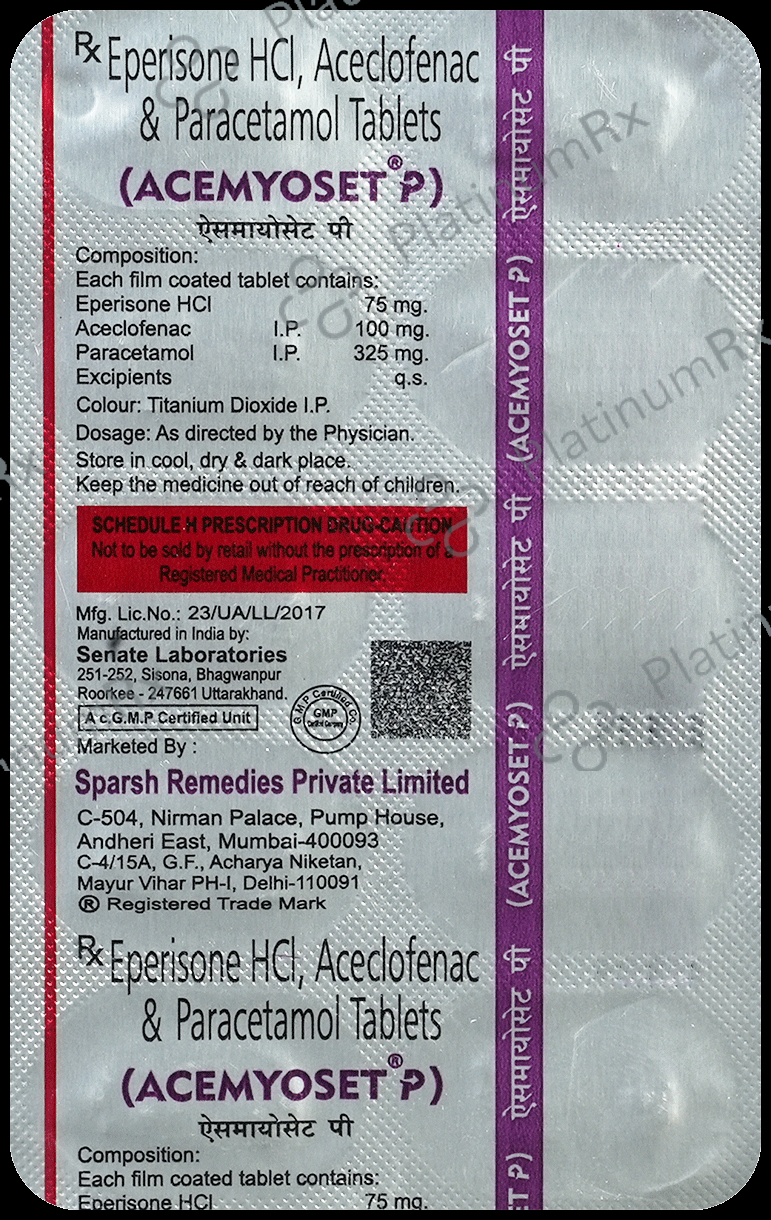 Rx Eperisone HCl, Aceclofenac
& Paracetamol Tablets
(ACEMYOSET® P)
ऐसमायोसेट पी
Composition:
Each film coated tablet contains:
Eperisone HCl 75 mg.
Aceclofenac I.P. 100 mg.
Paracetamol I.P. 325 mg.
Excipients q.s.
Colour: Titanium Dioxide I.P.
Dosage: As directed by the Physician.
Store in cool, dry & dark place.
Keep the medicine out of reach of children.
SCHEDULE-H PRESCRIPTION DRUG-CAUTION
Not to be sold by retail without the prescription of a
Registered Medical Practitioner.
Mfg. Lic.No.: 23/UA/LL/2017
Manufactured in India by:
Senate Laboratories
251-252, Sisona, Bhagwanpur
Roorkee - 247661 Uttarakhand.
A c.G.M.P Certified Unit
G.M.P Certified Co.
GMP
Certified Company
Marketed By :
Sparsh Remedies Private Limited
C-504, Nirman Palace, Pump House,
Andheri East, Mumbai-400093
C-4/15A, G.F., Acharya Niketan,
Mayur Vihar PH-I, Delhi-110091
® Registered Trade Mark
Rx Eperisone HCl, Aceclofenac
& Paracetamol Tablets
(ACEMYOSET® P)
ऐसमायोसेट पी
Composition:
Each film coated tablet contains:
Eperisone HCl 75 mg.
ऐसमायोसेट पी
(ACEMYOSET P)
ऐसमायोसेट पी
(ACEMYOSET P)
ऐसमायोसेट पी
ET P)
PlatinumRx
PlatinumRx
PlatinumRx